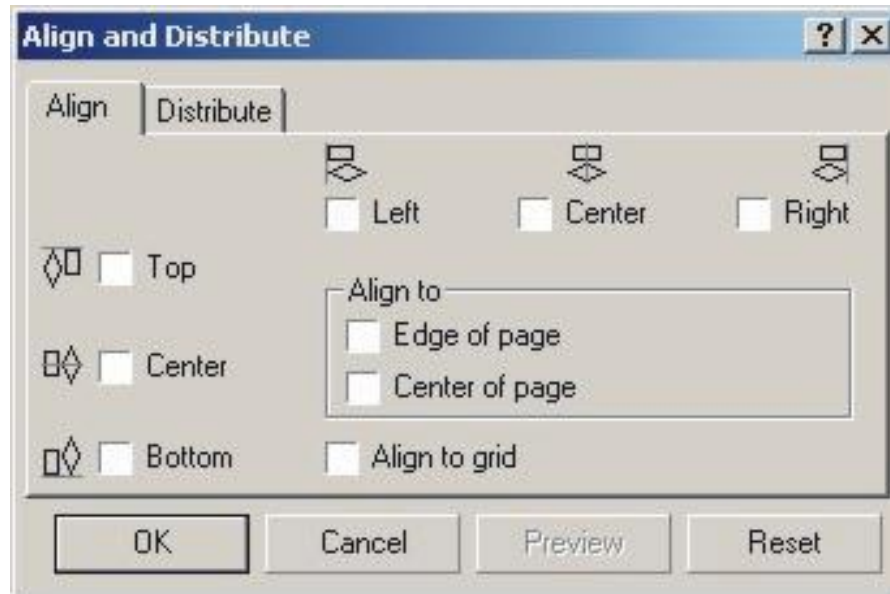 Align and Distribute
Align Distribute
Left Center Right
Top
Align to
Edge of page
Center
Center of page
Bottom Align to grid
OK Cancel Preview Reset